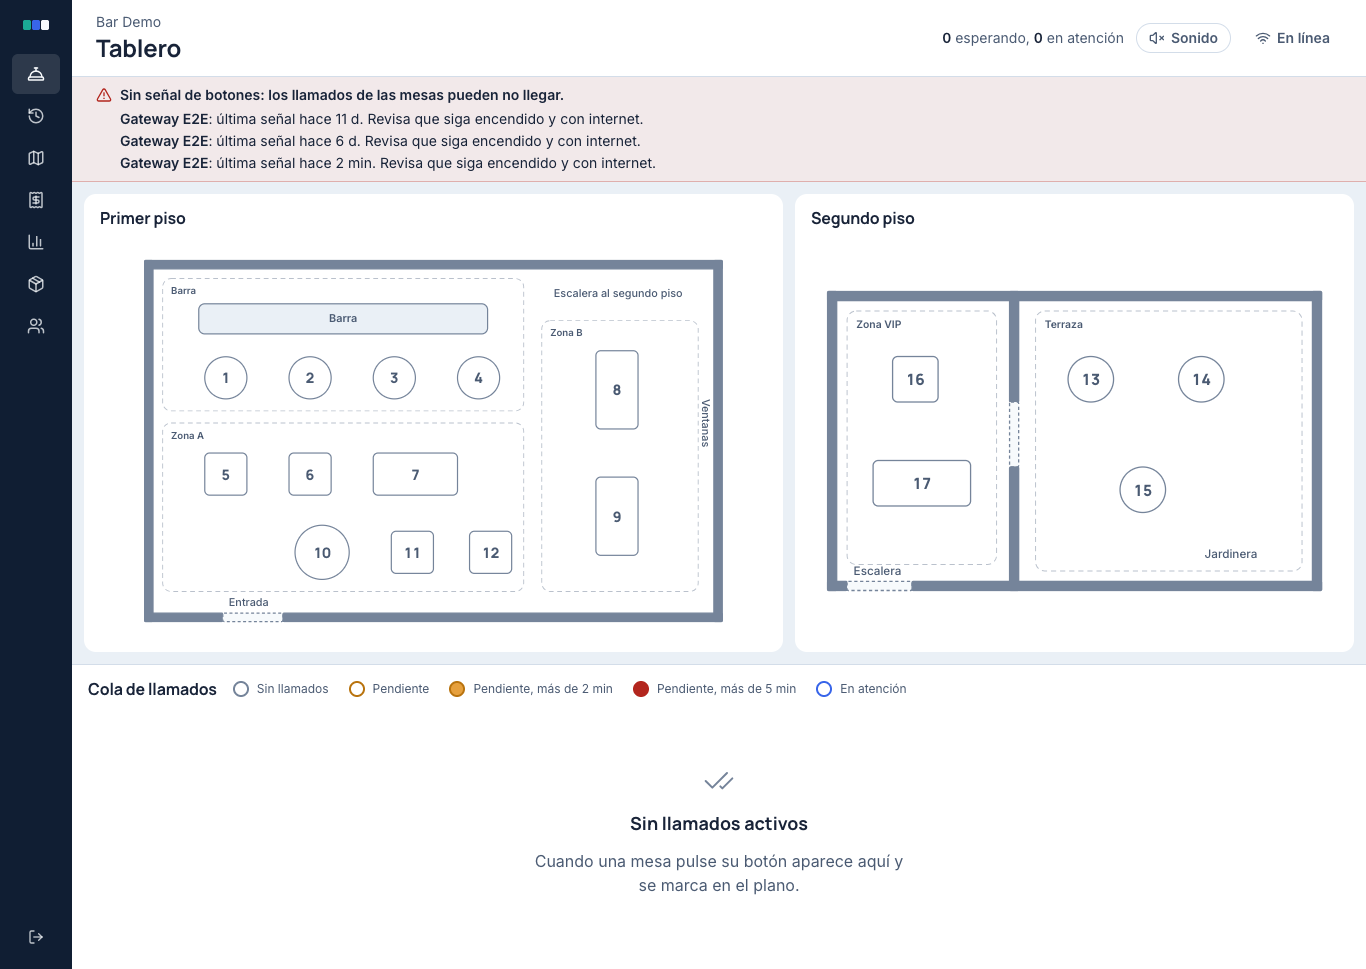 Bar Demo
Tablero
0 esperando, 0 en atención
Sonido
En línea
Sin señal de botones: los llamados de las mesas pueden no llegar.
Gateway E2E: última señal hace 11 d. Revisa que siga encendido y con internet.
Gateway E2E: última señal hace 6 d. Revisa que siga encendido y con internet.
Gateway E2E: última señal hace 2 min. Revisa que siga encendido y con internet.
Primer piso
Barra
Barra
1 2 3 4
Escalera al segundo piso
Zona A
5 6 7
10 11 12
Entrada
Zona B
8
9
Ventanas
Segundo piso
Zona VIP
16
17
Escalera
Terraza
13 14
15
Jardinera
Cola de llamados
Sin llamados
Pendiente
Pendiente, más de 2 min
Pendiente, más de 5 min
En atención
Sin llamados activos
Cuando una mesa pulse su botón aparece aquí y
se marca en el plano.